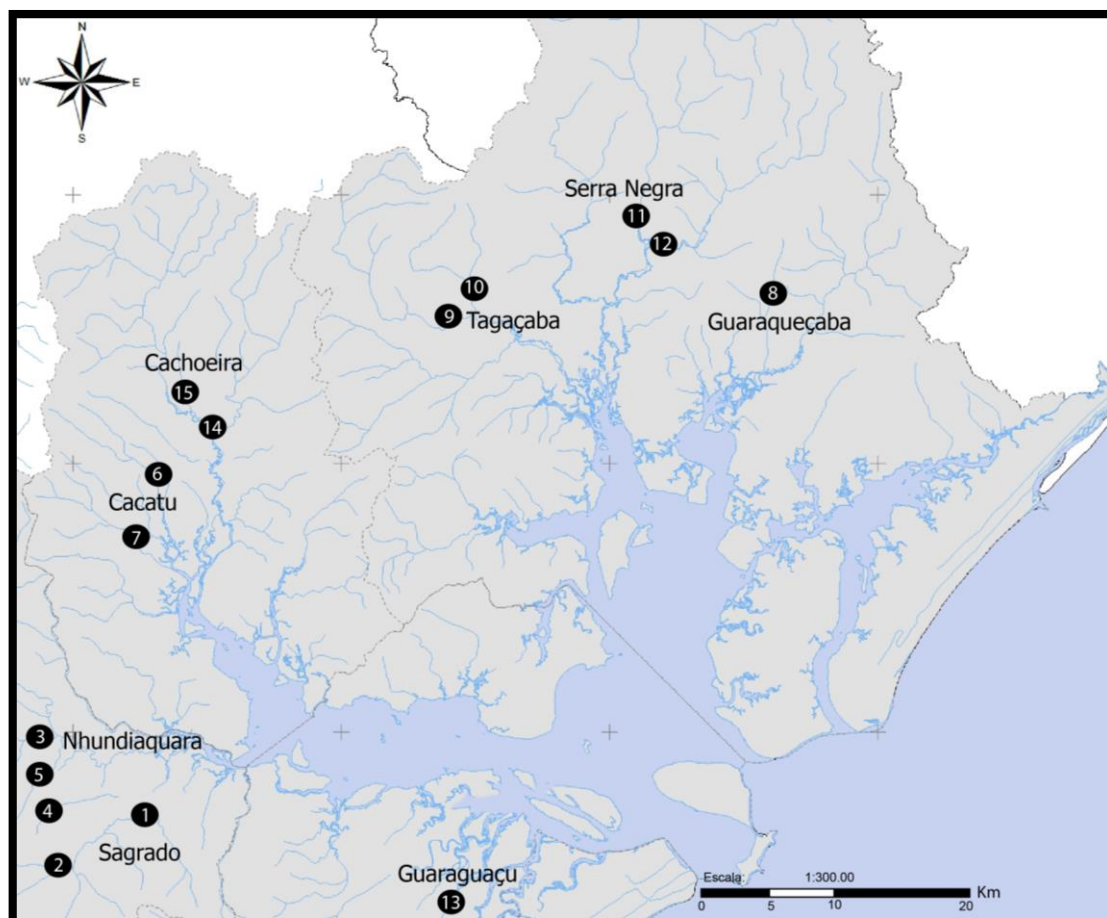 N
W E
S
Serra Negra
11
12
10
8
9
Tagaçaba
Guaraqueçaba
Cachoeira
15
14
6
Cacatu
7
3
Nhundiaquara
5
4
1
Sagrado
2
Guaraguaçu
13
Escala: 1:300.00
Km
0 5 10 20